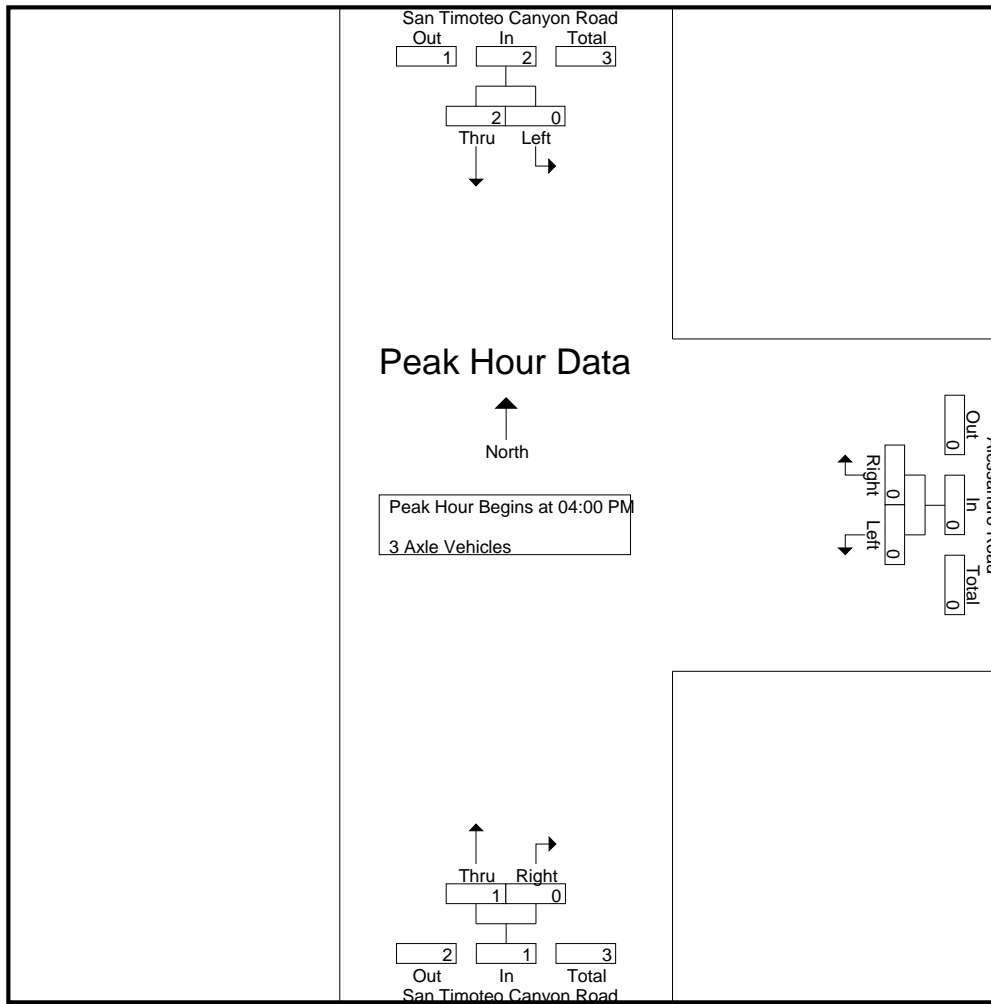 San Timoteo Canyon Road
Out In Total
1 2 3
2 0
Thru Left
Peak Hour Data
North
Peak Hour Begins at 04:00 PM
3 Axle Vehicles
Road
Out In Total
0 0 0
Right Left
0 0
Thru Right
1 0
2 1 3
Out In Total
San Timoteo Canyon Road